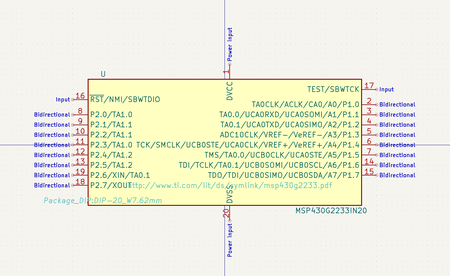 Power Input
1
U
DVCC
TEST/SBWTCK 17 Input
Input 16 RST/NMI/SBWTDIO
TA0CLK/ACLK/CA0/A0/P1.0 2 Bidirectional
Bidirectional 8 P2.0/TA1.0 TA0.0/UCA0RXD/UCA0SOMI/A1/P1.1 3 Bidirectional
Bidirectional 9 P2.1/TA1.1 TA0.1/UCA0TXD/UCA0SIMO/A2/P1.2 4 Bidirectional
Bidirectional 10 P2.2/TA1.1 ADC10CLK/VREF-/VeREF-/A3/P1.3 5 Bidirectional
Bidirectional 11 P2.3/TA1.0 TCK/SMCLK/UCB0STE/UCA0CLK/VREF+/VeREF+/A4/P1.4 6 Bidirectional
Bidirectional 12 P2.4/TA1.2 TMS/TA0.0/UCB0CLK/UCA0STE/A5/P1.5 7 Bidirectional
Bidirectional 13 P2.5/TA1.2 TDI/TCLK/TA0.1/UCB0SOMI/UCB0SCL/A6/P1.6 14 Bidirectional
Bidirectional 19 P2.6/XIN/TA0.1 TDO/TDI/UCB0SIMO/UCB0SDA/A7/P1.7 15 Bidirectional
Bidirectional 18 P2.7/XOUT http://www.ti.com/lit/ds/symlink/msp430g2233.pdf
DVSS
Package_DIP:DIP-20_W7.62mm
MSP430G2233IN20
20
Power Input